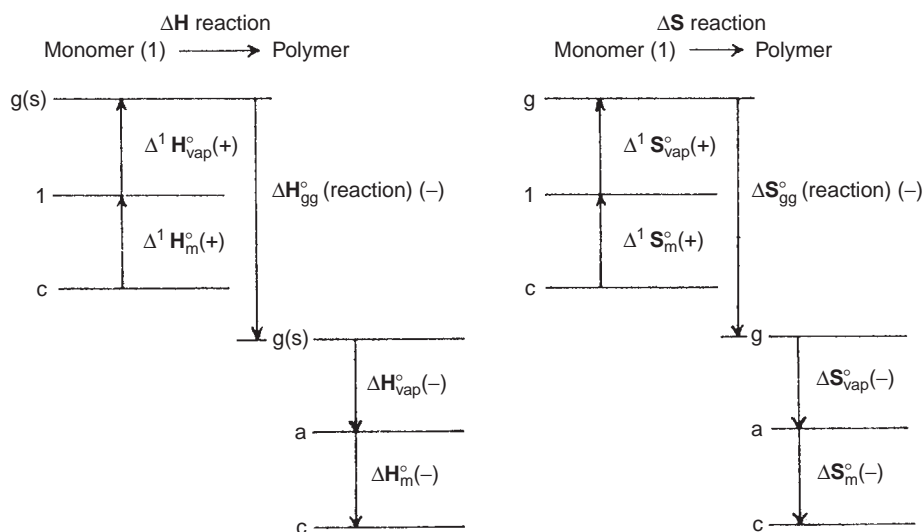 ΔH reaction
Monomer (1) ⟶ Polymer
g(s)
Δ¹ H°vap(+)
1
ΔH°gg (reaction) (–)
Δ¹ H°m(+)
c
g(s)
ΔH°vap(–)
a
ΔH°m(–)
c
ΔS reaction
Monomer (1) ⟶ Polymer
g
Δ¹ S°vap(+)
1
ΔS°gg (reaction) (–)
Δ¹ S°m(+)
c
g
ΔS°vap(–)
a
ΔS°m(–)
c